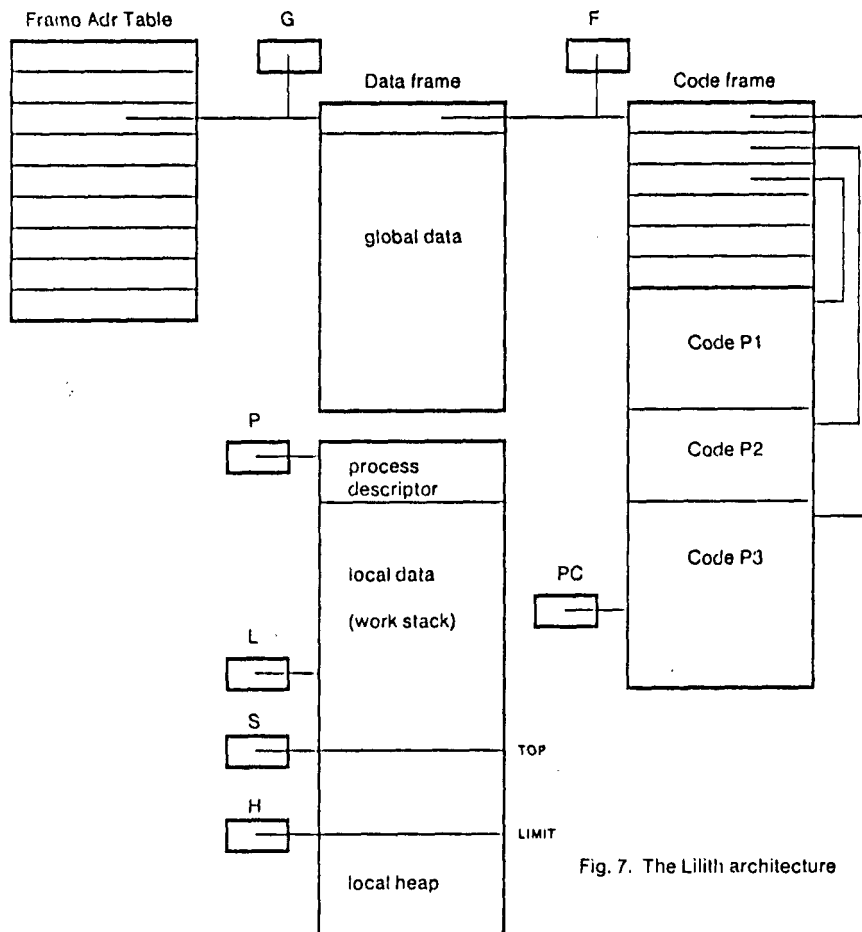 Frame Adr Table
G
F
Data frame
Code frame
global data
Code P1
P
process
descriptor
Code P2
local data
(work stack)
Code P3
PC
L
S
TOP
H
LIMIT
local heap
Fig. 7. The Lilith architecture